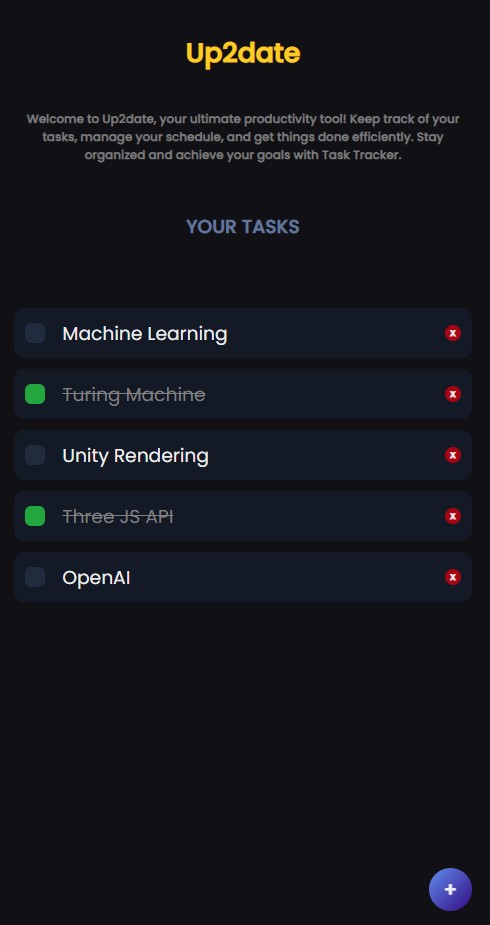 Up2date
Welcome to Up2date, your ultimate productivity tool! Keep track of your
tasks, manage your schedule, and get things done efficiently. Stay
organized and achieve your goals with Task Tracker.
YOUR TASKS
Machine Learning x
Turing Machine x
Unity Rendering x
Three JS API x
OpenAI x
+